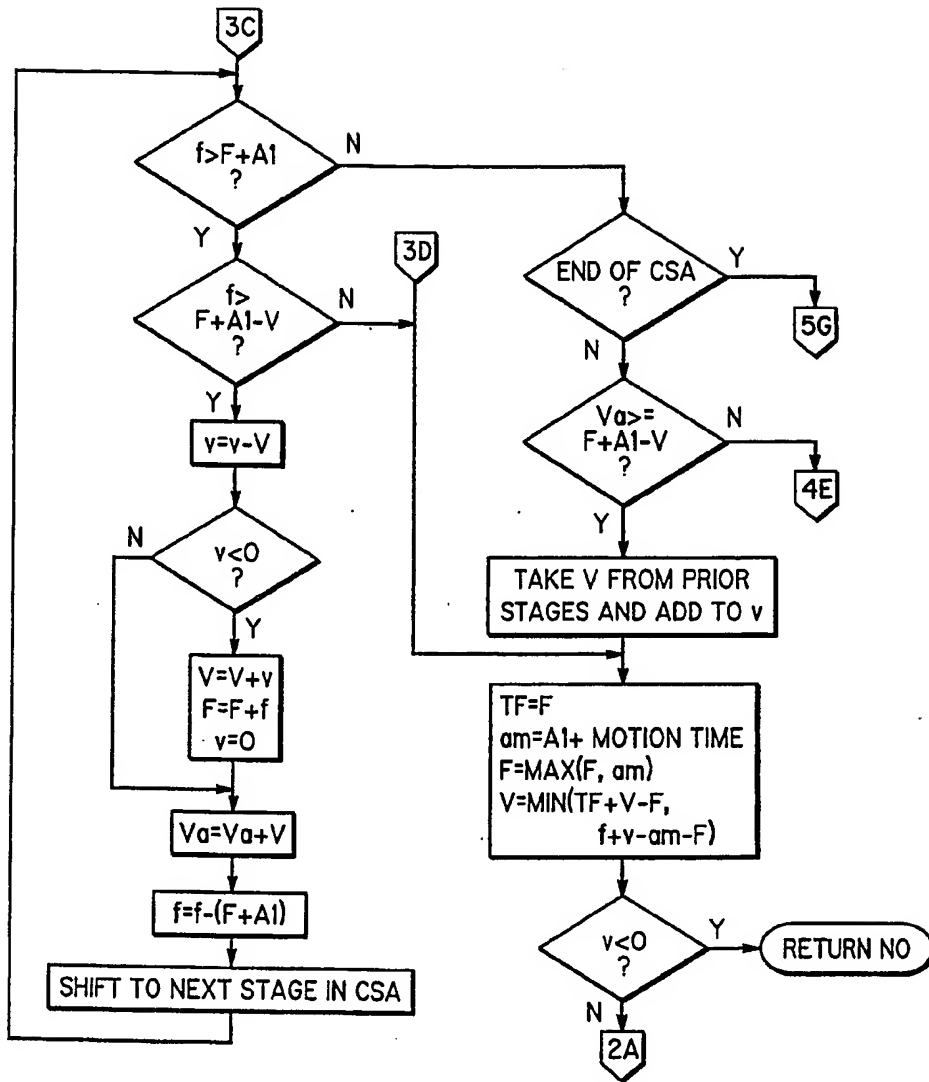 3C
f>F+A1
?
N
Y
3D
f>
F+A1-V
?
N
Y
v=v-V
v<0
?
N
Y
V=V+v
F=F+f
v=0
Va=Va+V
f=f-(F+A1)
SHIFT TO NEXT STAGE IN CSA
END OF CSA
?
Y
5G
N
Va>=
F+A1-V
?
N
4E
Y
TAKE V FROM PRIOR
STAGES AND ADD TO v
TF=F
am=A1+ MOTION TIME
F=MAX(F, am)
V=MIN(TF+V-F,
f+v-am-F)
v<0
?
Y
RETURN NO
N
2A